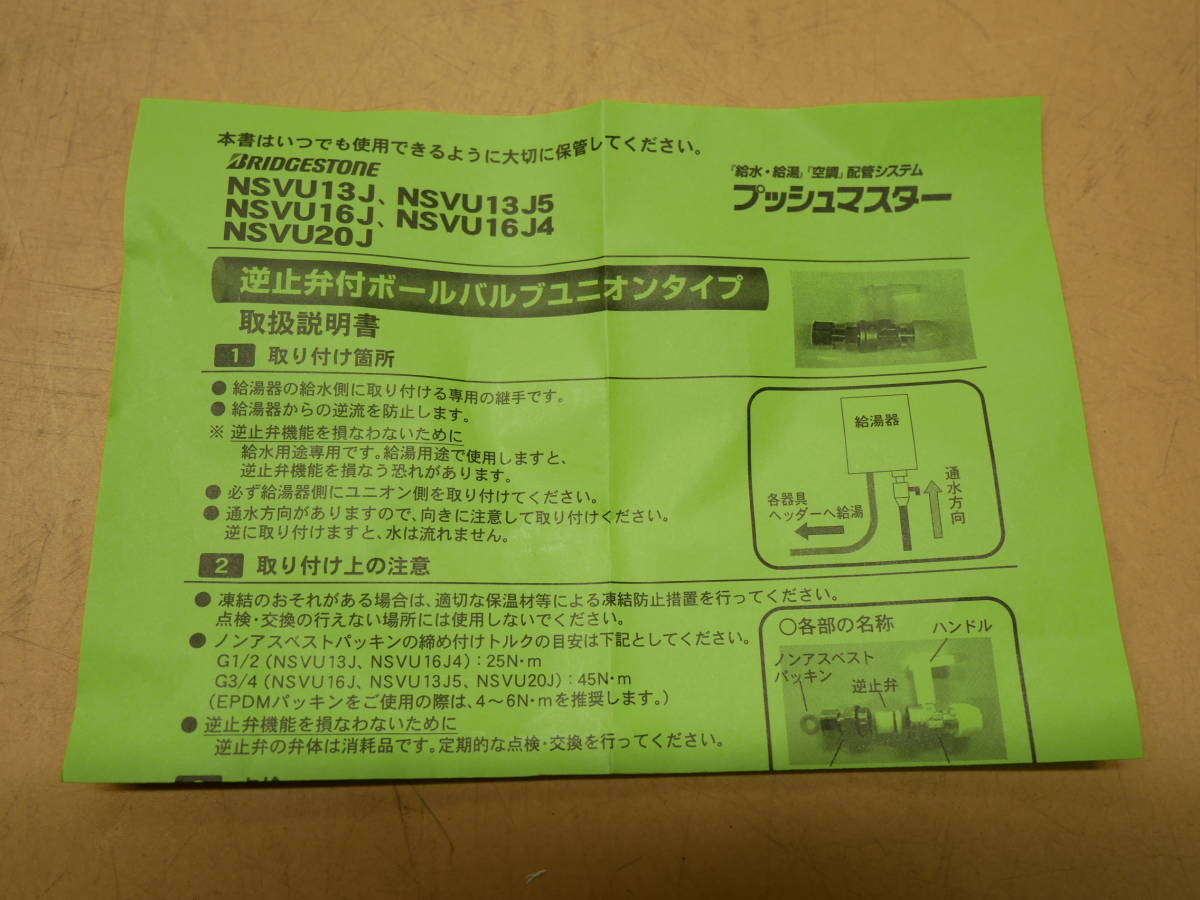 本書はいつでも使用できるように大切に保管してください。
BRIDGESTONE
NSVU13J、NSVU13J5
NSVU16J、NSVU16J4
NSVU20J
「給水・給湯」「空調」配管システム
プッシュマスター
逆止弁付ボールバルブユニオンタイプ
取扱説明書
1 取り付け箇所
●給湯器の給水側に取り付ける専用の継手です。
●給湯器からの逆流を防止します。
※逆止弁機能を損なわないために
給水用途専用です。給湯用途で使用しますと、
逆止弁機能を損なう恐れがあります。
●必ず給湯器側にユニオン側を取り付けてください。
●通水方向がありますので、向きに注意して取り付けください。
逆に取り付けますと、水は流れません。
給湯器
各器具
ヘッダーへ給湯
通水方向
2 取り付け上の注意
●凍結のおそれがある場合は、適切な保温材等による凍結防止措置を行ってください。
点検・交換の行えない場所には使用しないでください。
●ノンアスベストパッキンの締め付けトルクの目安は下記としてください。
G1/2(NSVU13J、NSVU16J4):25N・m
G3/4(NSVU16J、NSVU13J5、NSVU20J):45N・m
(EPDMパッキンをご使用の際は、4～6N・mを推奨します。)
●逆止弁機能を損なわないために
逆止弁の弁体は消耗品です。定期的な点検・交換を行ってください。
○各部の名称
ハンドル
ノンアスベスト
パッキン
逆止弁